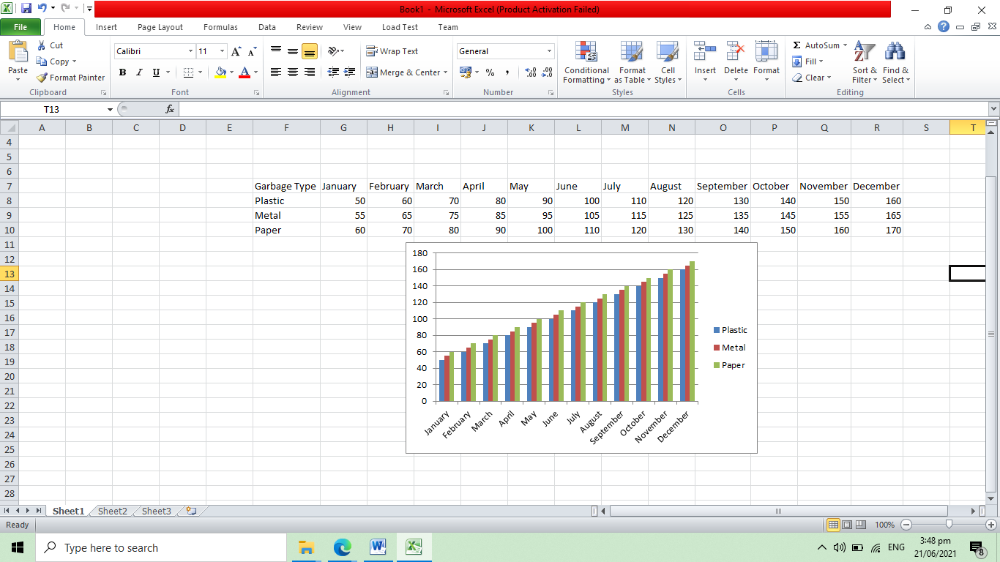 Book1 - Microsoft Excel (Product Activation Failed)
File Home Insert Page Layout Formulas Data Review View Load Test Team
Paste
Cut
Copy
Format Painter
Clipboard
Calibri 11
B I U
Font
Wrap Text
Merge & Center
Alignment
General
% ,
Number
Conditional Formatting
Format as Table
Cell Styles
Styles
Insert Delete Format
Cells
Σ AutoSum
Fill
Clear
Sort & Filter
Find & Select
Editing
T13 fx
A B C D E F G H I J K L M N O P Q R S T
4
5
6
7 Garbage Type January February March April May June July August September October November December
8 Plastic 50 60 70 80 90 100 110 120 130 140 150 160
9 Metal 55 65 75 85 95 105 115 125 135 145 155 165
10 Paper 60 70 80 90 100 110 120 130 140 150 160 170
11
12
13
14
15
16
17
18
19
20
21
22
23
24
25
26
27
28
180
160
140
120
100
80
60
40
20
0
January February March April May June July August September October November December
Plastic
Metal
Paper
Sheet1 Sheet2 Sheet3
Ready 100%
Type here to search
ENG
3:48 pm
21/06/2021
8